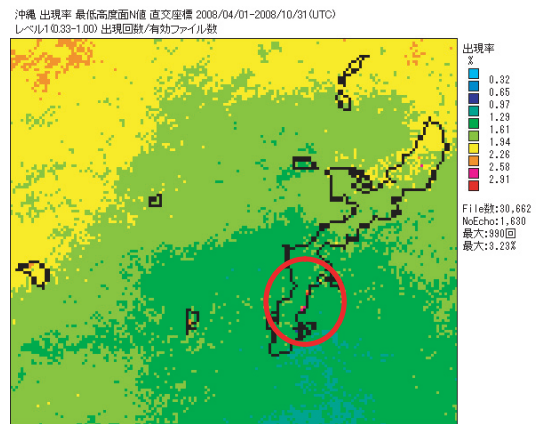 沖縄 出現率 最低高度面N値 直交座標 2008/04/01-2008/10/31(UTC)
レベル1(0.33-1.00) 出現回数/有効ファイル数
出現率
%
0.32
0.65
0.97
1.29
1.61
1.94
2.26
2.58
2.91
File数:30,662
NoEcho:1,630
最大:990回
最大:3.23%